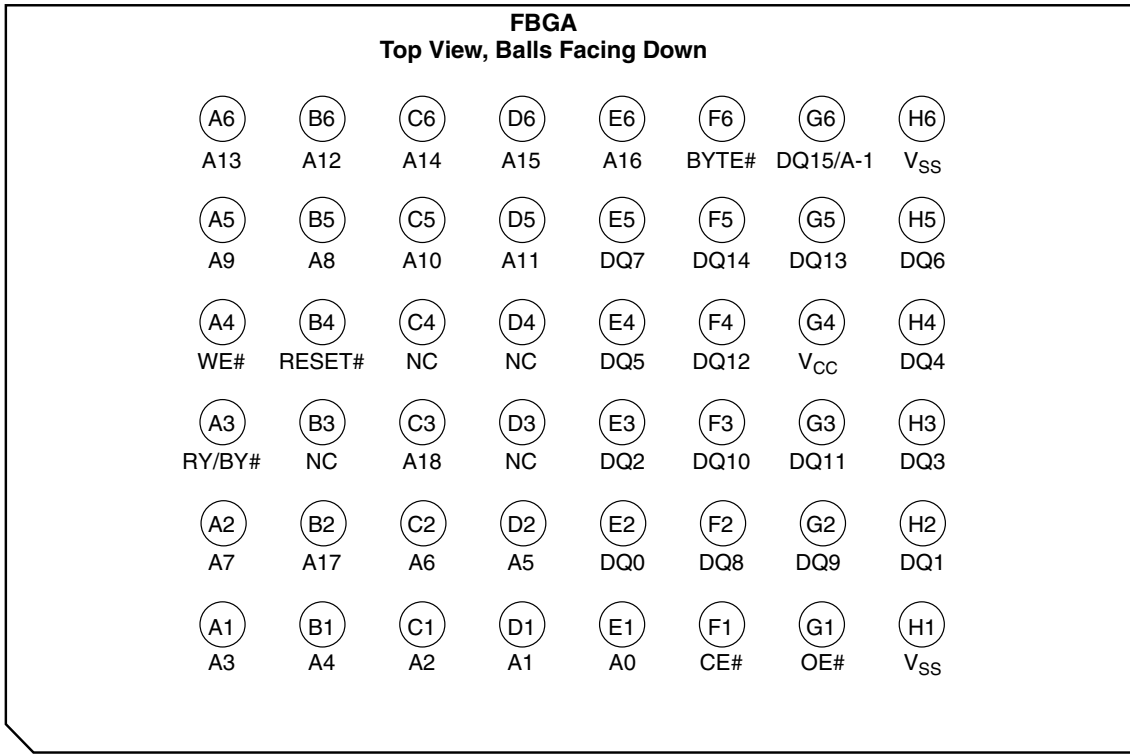 FBGA
Top View, Balls Facing Down
A6 B6 C6 D6 E6 F6 G6 H6
A13 A12 A14 A15 A16 BYTE# DQ15/A-1 VSS
A5 B5 C5 D5 E5 F5 G5 H5
A9 A8 A10 A11 DQ7 DQ14 DQ13 DQ6
A4 B4 C4 D4 E4 F4 G4 H4
WE# RESET# NC NC DQ5 DQ12 VCC DQ4
A3 B3 C3 D3 E3 F3 G3 H3
RY/BY# NC A18 NC DQ2 DQ10 DQ11 DQ3
A2 B2 C2 D2 E2 F2 G2 H2
A7 A17 A6 A5 DQ0 DQ8 DQ9 DQ1
A1 B1 C1 D1 E1 F1 G1 H1
A3 A4 A2 A1 A0 CE# OE# VSS